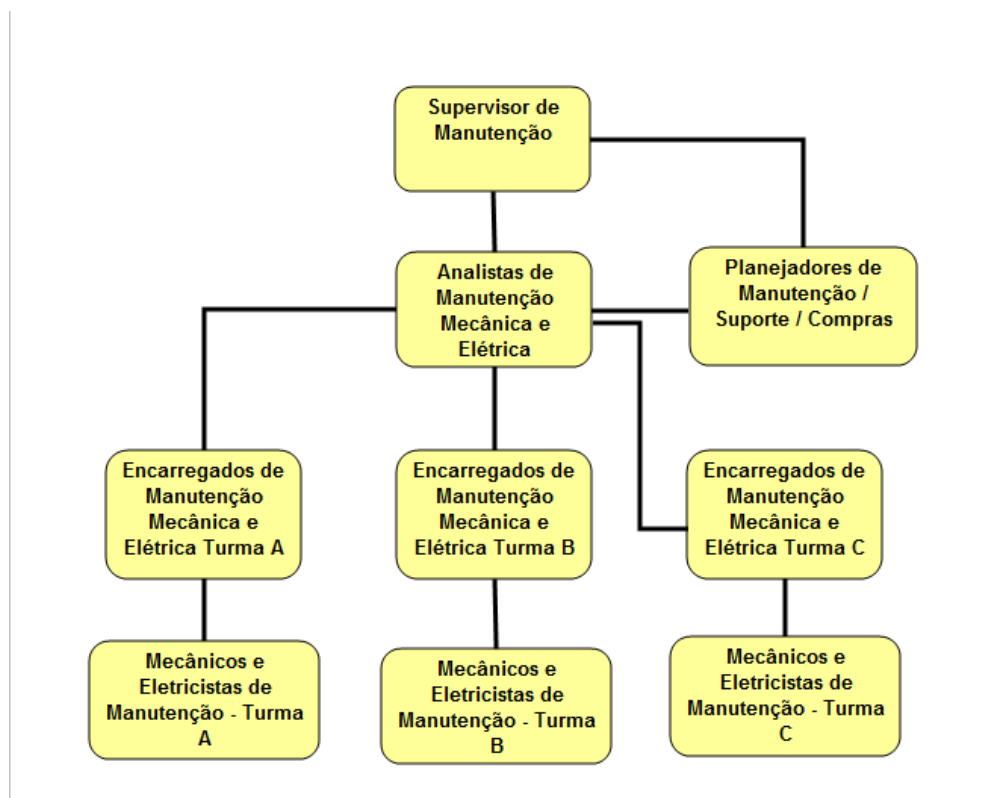 Supervisor de
Manutenção
Analistas de
Manutenção
Mecânica e
Elétrica
Planejadores de
Manutenção /
Suporte / Compras
Encarregados de
Manutenção
Mecânica e
Elétrica Turma A
Encarregados de
Manutenção
Mecânica e
Elétrica Turma B
Encarregados de
Manutenção
Mecânica e
Elétrica Turma C
Mecânicos e
Eletricistas de
Manutenção - Turma
A
Mecânicos e
Eletricistas de
Manutenção - Turma
B
Mecânicos e
Eletricistas de
Manutenção - Turma
C